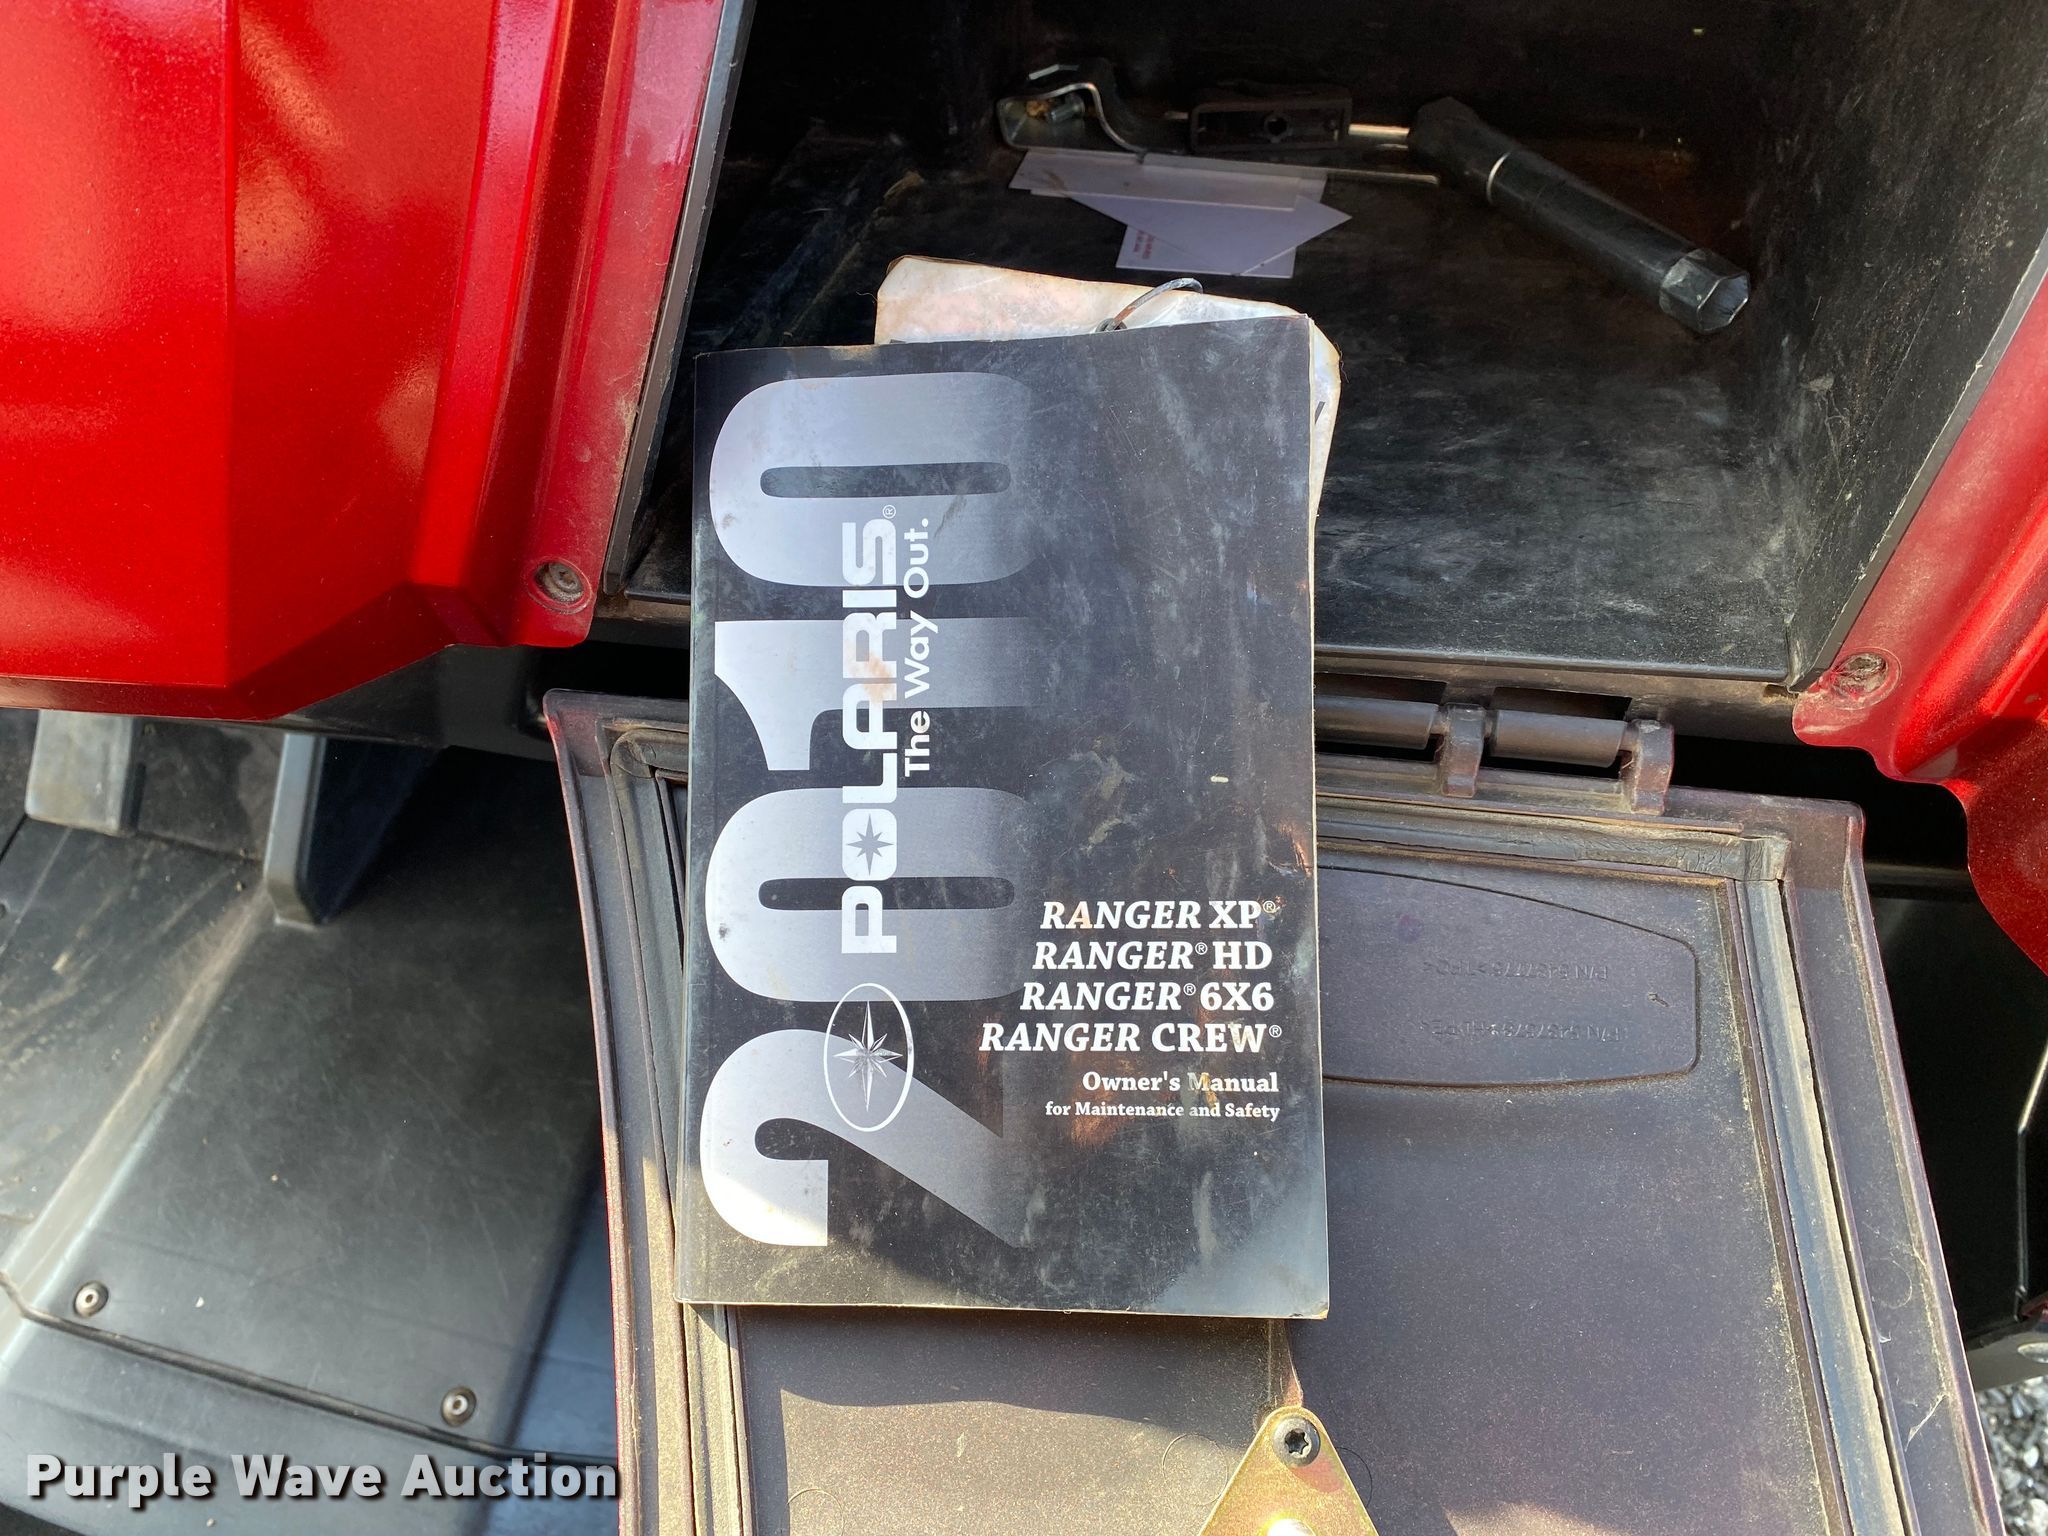 2010
POLARIS®
The Way Out.
RANGER XP®
RANGER® HD
RANGER® 6X6
RANGER CREW®
Owner's Manual
for Maintenance and Safety
Purple Wave Auction